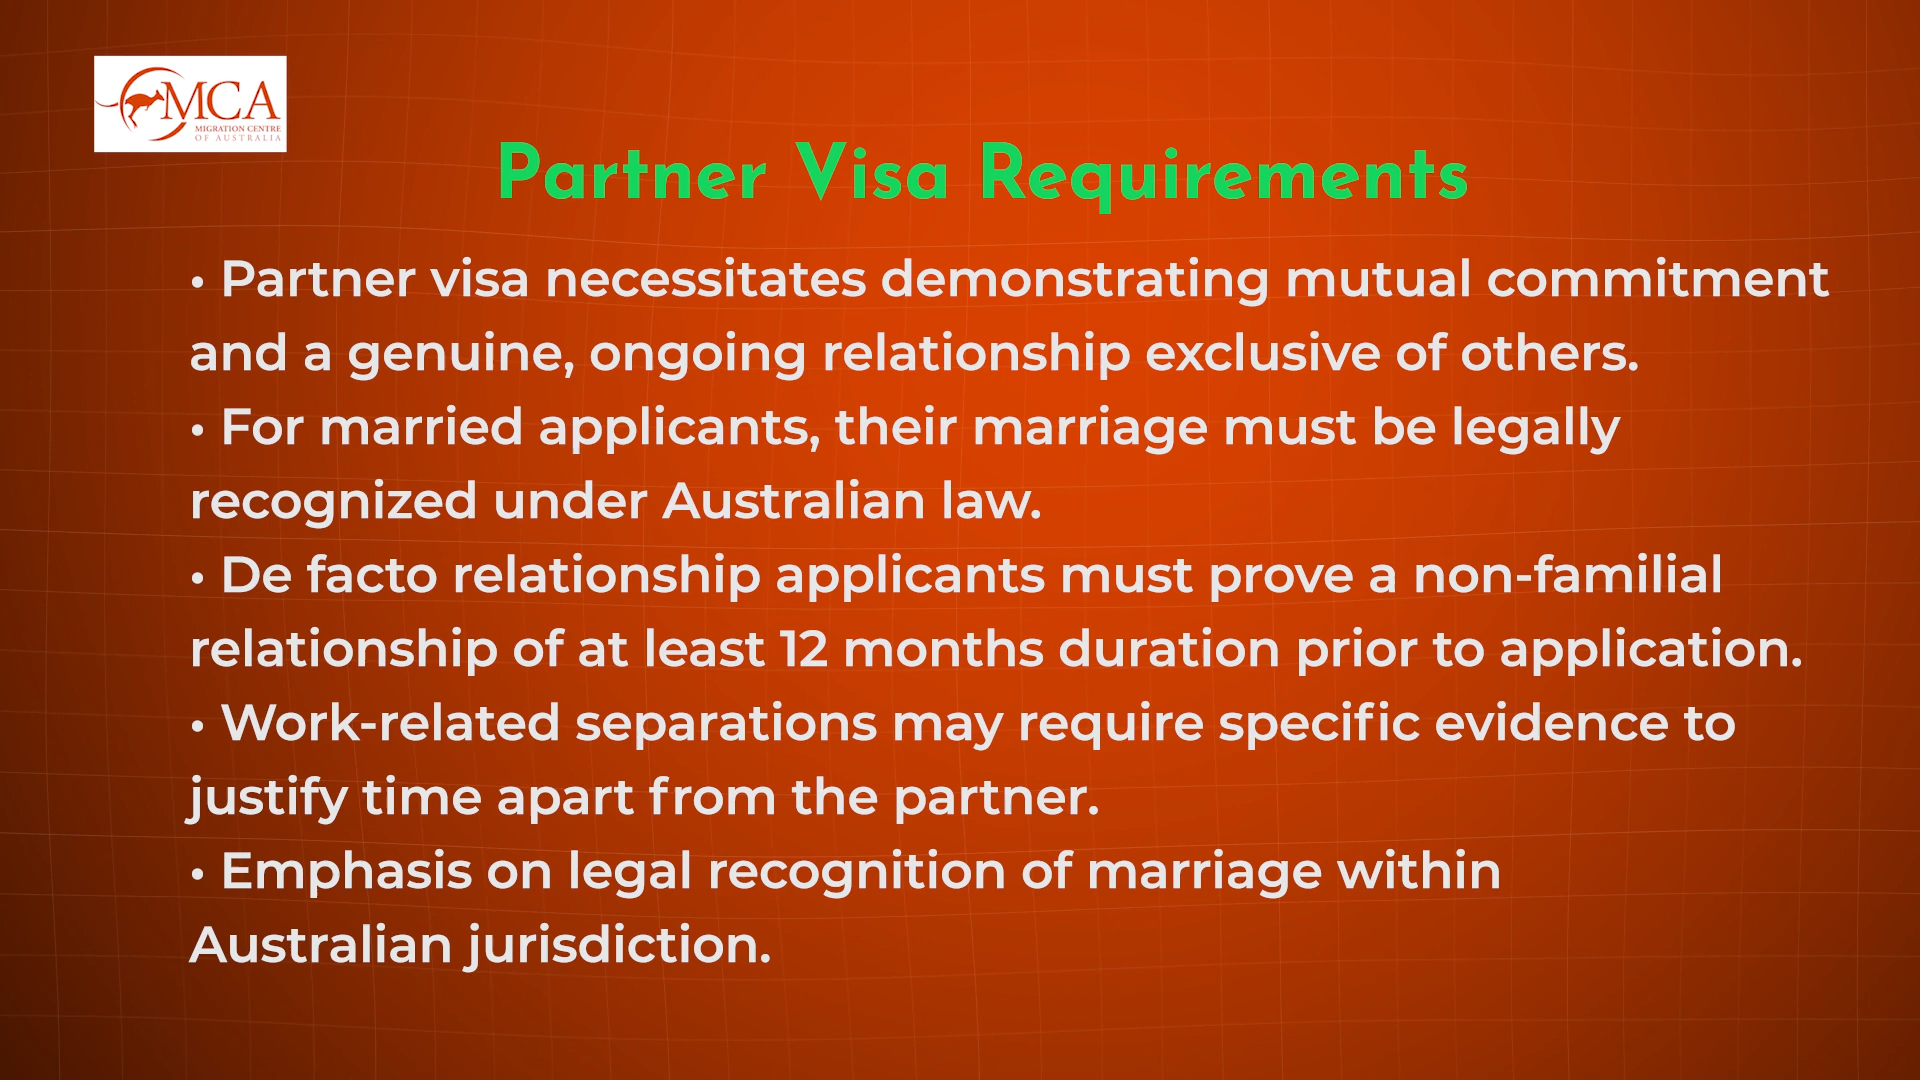 MCA
MIGRATION CENTRE
OF AUSTRALIA
Partner Visa Requirements
• Partner visa necessitates demonstrating mutual commitment
and a genuine, ongoing relationship exclusive of others.
• For married applicants, their marriage must be legally
recognized under Australian law.
• De facto relationship applicants must prove a non-familial
relationship of at least 12 months duration prior to application.
• Work-related separations may require specific evidence to
justify time apart from the partner.
• Emphasis on legal recognition of marriage within
Australian jurisdiction.